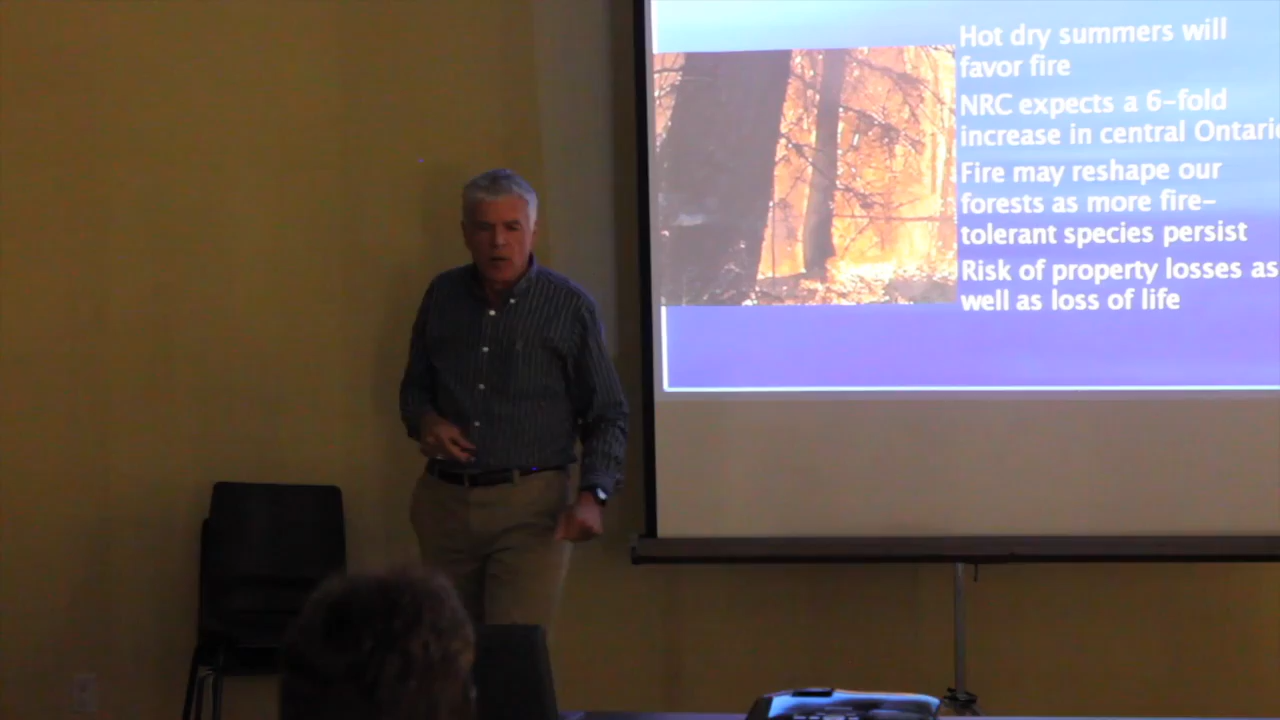 Hot dry summers will
favor fire
NRC expects a 6-fold
increase in central Ontario
Fire may reshape our
forests as more fire-
tolerant species persist
Risk of property losses as
well as loss of life